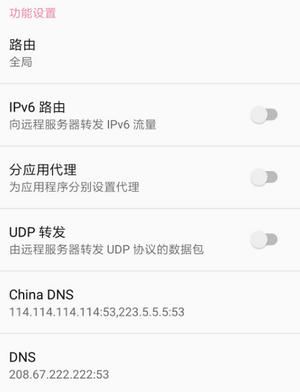 功能设置
路由
全局
IPv6 路由
向远程服务器转发 IPv6 流量
分应用代理
为应用程序分别设置代理
UDP 转发
由远程服务器转发 UDP 协议的数据包
China DNS
114.114.114.114:53,223.5.5.5:53
DNS
208.67.222.222:53